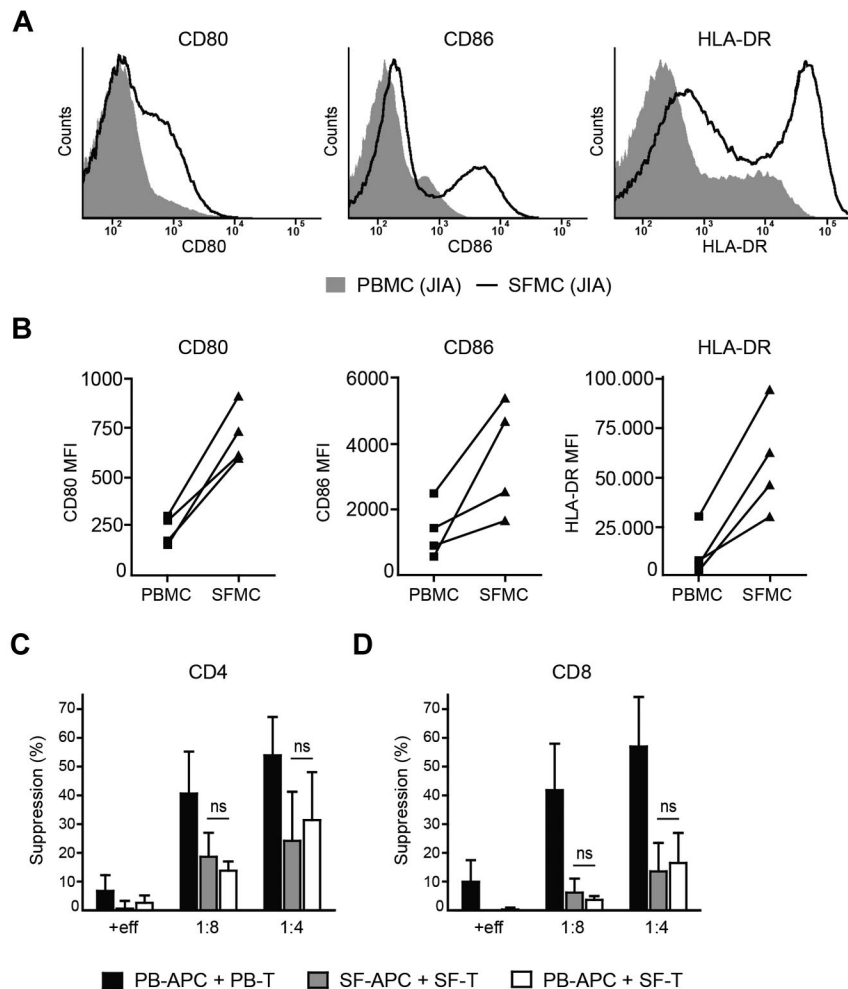 A
CD80 CD86 HLA-DR
Counts Counts Counts
10² 10³ 10⁴ 10⁵ 10² 10³ 10⁴ 10⁵ 10² 10³ 10⁴ 10⁵
CD80 CD86 HLA-DR
PBMC (JIA) SFMC (JIA)
B
CD80 CD86 HLA-DR
CD80 MFI
1000
750
500
250
0
PBMC SFMC
CD86 MFI
6000
4000
2000
0
PBMC SFMC
HLA-DR MFI
100.000
75.000
50.000
25.000
0
PBMC SFMC
C
CD4
Suppression (%)
70
60
50
40
30
20
10
0
ns
ns
+eff 1:8 1:4
D
CD8
Suppression (%)
70
60
50
40
30
20
10
0
ns
ns
+eff 1:8 1:4
PB-APC + PB-T SF-APC + SF-T PB-APC + SF-T